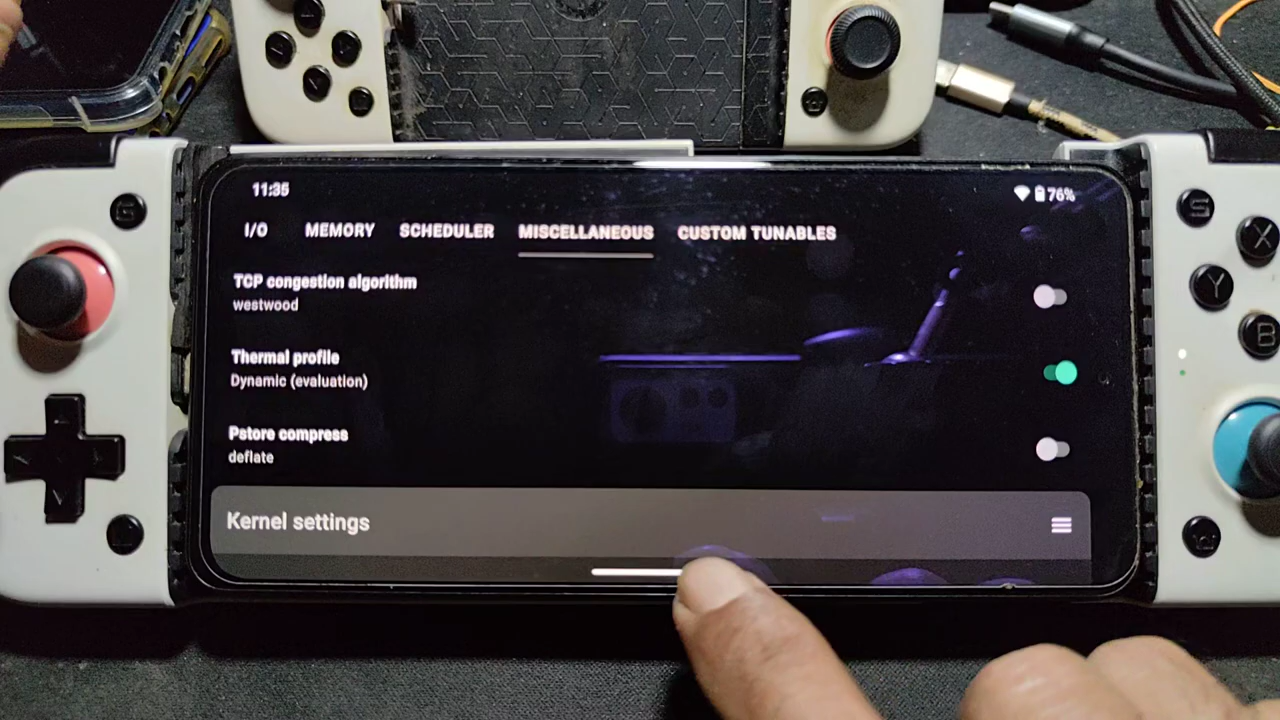 11:35
76%
I/O MEMORY SCHEDULER MISCELLANEOUS CUSTOM TUNABLES
TCP congestion algorithm
westwood
Thermal profile
Dynamic (evaluation)
Pstore compress
deflate
Kernel settings
G
S
X
Y
B